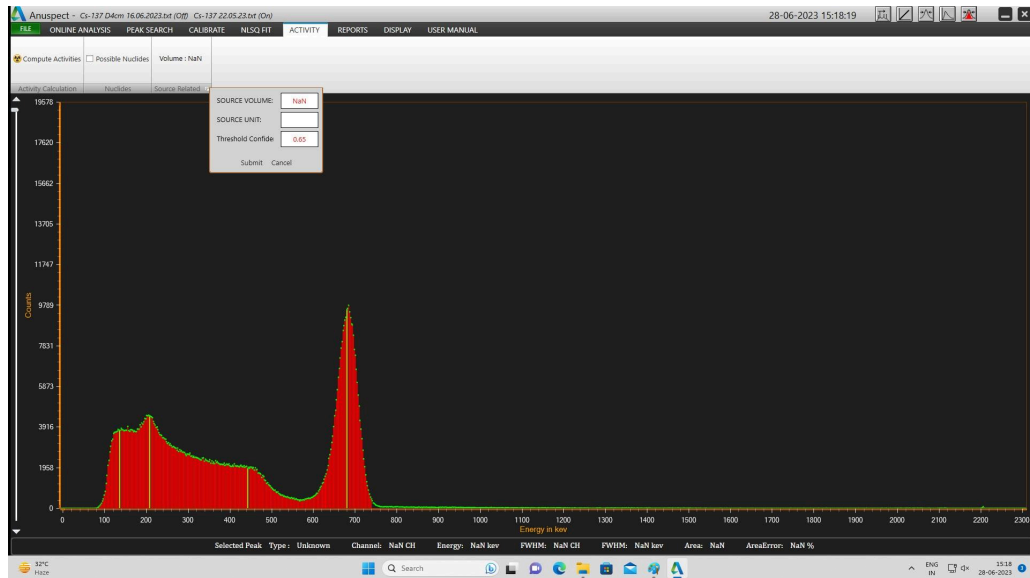 Anuspect - Cs-137 D4cm 16.06.2023.txt (Off) Cs-137 22.05.23.txt (On) 28-06-2023 15:18:19
FILE ONLINE ANALYSIS PEAK SEARCH CALIBRATE NLSQ FIT ACTIVITY REPORTS DISPLAY USER MANUAL
Compute Activities Possible Nuclides Volume : NaN
Activity Calculation Nuclides Source Related
SOURCE VOLUME: NaN
SOURCE UNIT:
Threshold Confide 0.65
Submit Cancel
19578
17620
15662
13705
11747
9789
7831
5873
3916
1958
0
Counts
0 100 200 300 400 500 600 700 800 900 1000 1100 1200 1300 1400 1500 1600 1700 1800 1900 2000 2100 2200 2300
Energy in kev
Selected Peak Type : Unknown Channel: NaN CH Energy: NaN kev FWHM: NaN CH FWHM: NaN kev Area: NaN AreaError: NaN %
32°C
Haze
Search
ENG
IN
15:18
28-06-2023